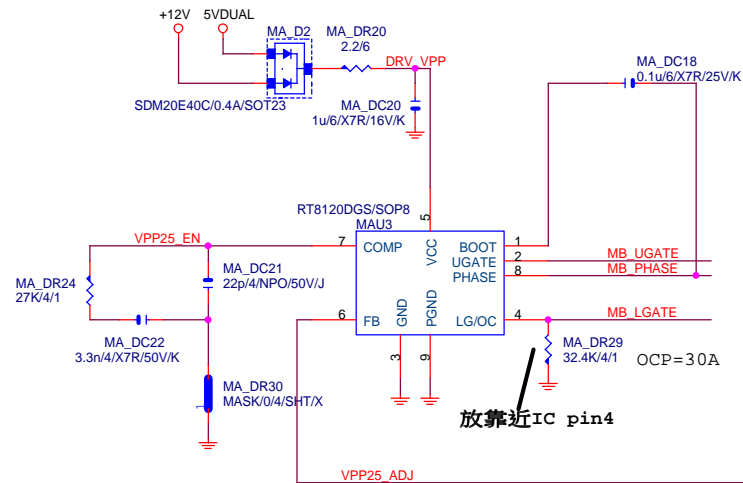 +12V
5VDUAL
MA_D2
MA_DR20
2.2/6
DRV_VPP
MA_DC18
0.1u/6/X7R/25V/K
SDM20E40C/0.4A/SOT23
MA_DC20
1u/6/X7R/16V/K
RT8120DGS/SOP8
MAU3
5
VPP25_EN
7
COMP
VCC
BOOT
1
UGATE
2
MB_UGATE
PHASE
8
MB_PHASE
MA_DR24
27K/4/1
MA_DC21
22p/4/NPO/50V/J
MA_DC22
3.3n/4/X7R/50V/K
6
FB
GND
PGND
LG/OC
4
MB_LGATE
3
9
MA_DR29
32.4K/4/1
OCP=30A
MA_DR30
MASK/0/4/SHT/X
1
放靠近IC pin4
VPP25_ADJ